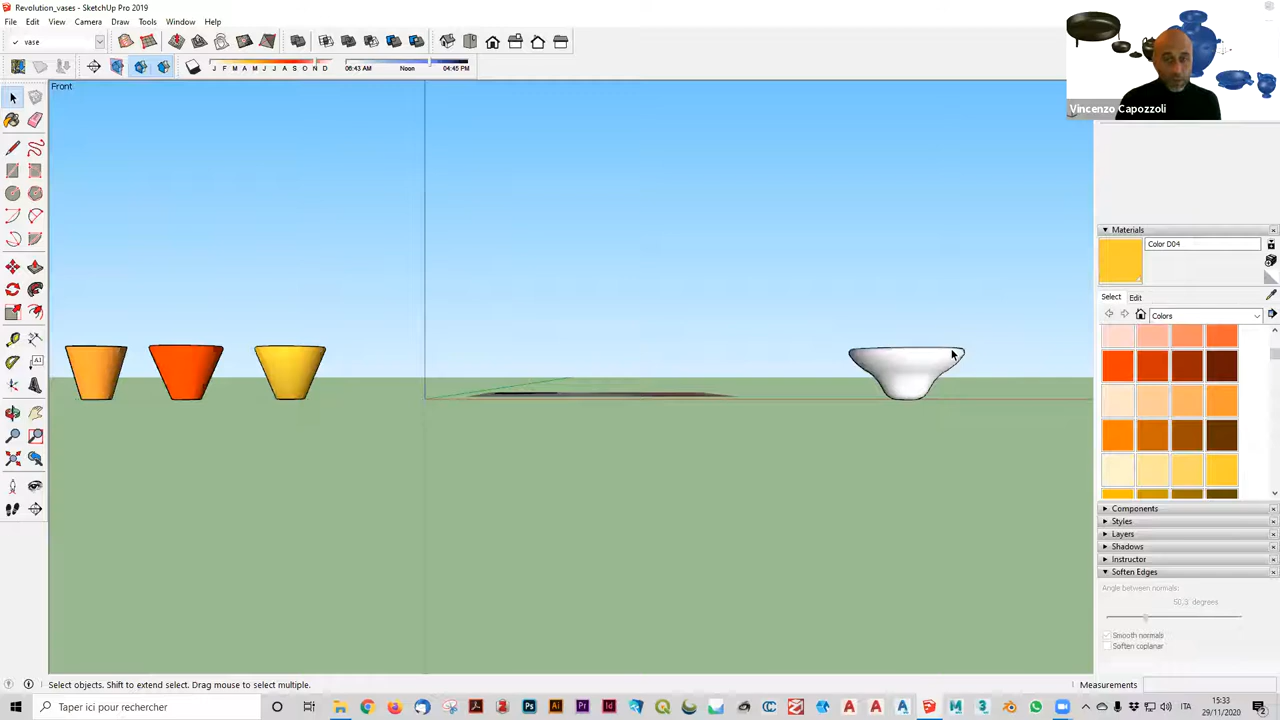 Revolution_vases - SketchUp Pro 2019
File Edit View Camera Draw Tools Window Help
vase
J F M A M J J A S O N D 06:43 AM Noon 04:45 PM
Front
Vincenzo Capozzoli
Materials
Color D04
Select Edit
Colors
Components
Styles
Layers
Shadows
Instructor
Soften Edges
Angle between normals:
50,3 degrees
Smooth normals
Soften coplanar
Select objects. Shift to extend select. Drag mouse to select multiple.
Measurements
Taper ici pour rechercher
ITA
15:33
29/11/2020